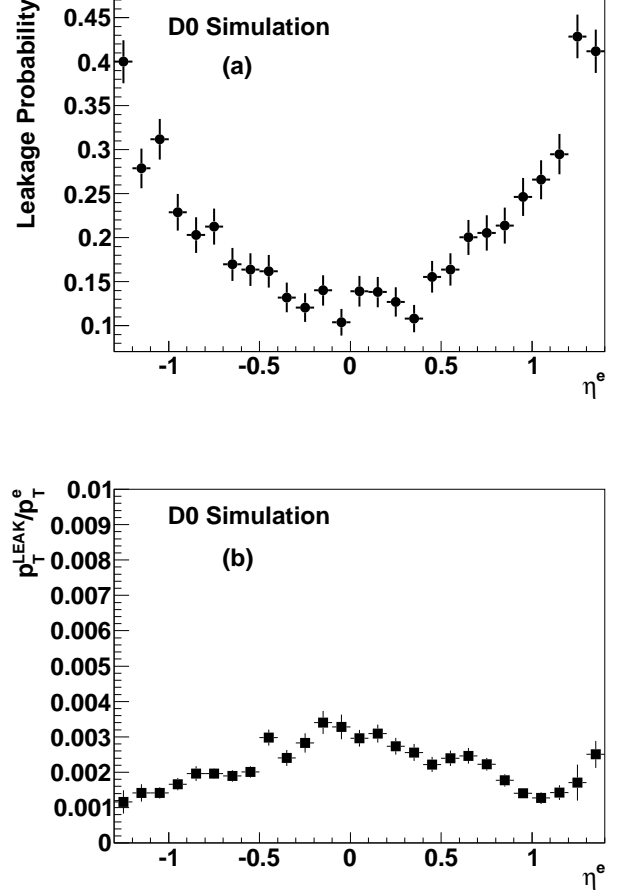 Leakage Probability
0.45
0.4
0.35
0.3
0.25
0.2
0.15
0.1
D0 Simulation
(a)
-1 -0.5 0 0.5 1
η^e
p_T^LEAK/p_T^e
0.01
0.009
0.008
0.007
0.006
0.005
0.004
0.003
0.002
0.001
0
D0 Simulation
(b)
-1 -0.5 0 0.5 1
η^e